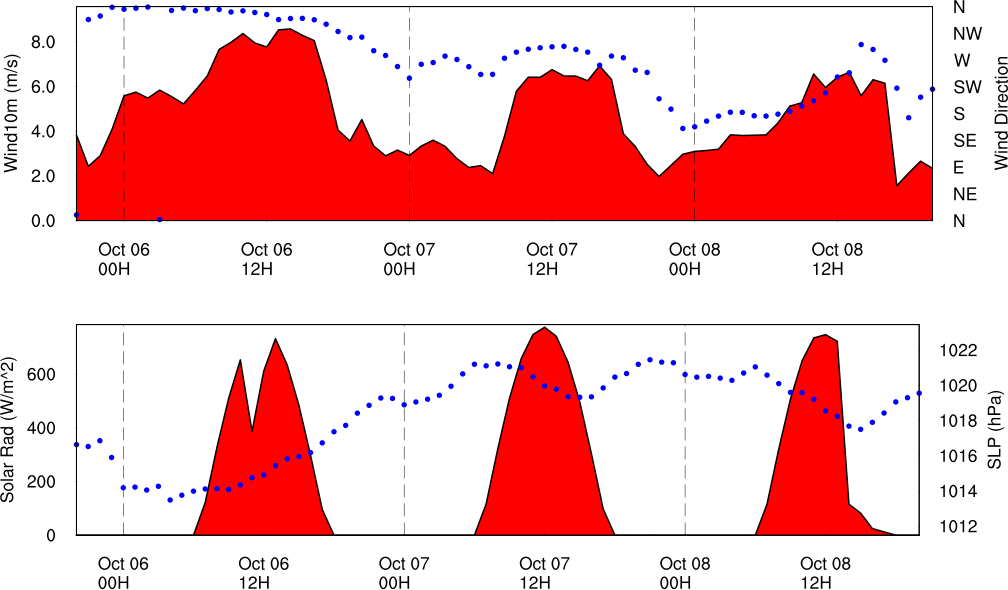 N
8.0
NW
W
6.0
SW
4.0
S
SE
2.0
E
NE
0.0
N
Wind10m (m/s)
Wind Direction
Oct 06
00H
Oct 06
12H
Oct 07
00H
Oct 07
12H
Oct 08
00H
Oct 08
12H
600
400
200
0
Solar Rad (W/m^2)
1022
1020
1018
1016
1014
1012
SLP (hPa)
Oct 06
00H
Oct 06
12H
Oct 07
00H
Oct 07
12H
Oct 08
00H
Oct 08
12H